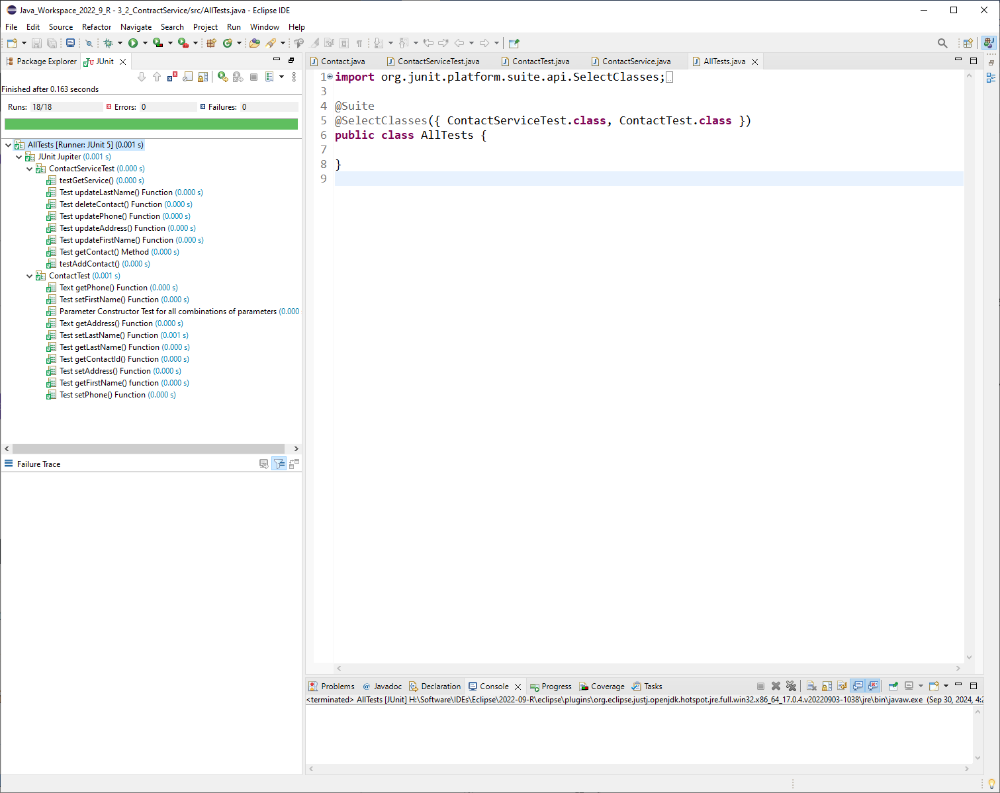 Java_Workspace_2022_9_R - 3_2_ContractService/src/AllTests.java - Eclipse IDE
File Edit Source Refactor Navigate Search Project Run Window Help
Package Explorer JUnit
Finished after 0.163 seconds
Runs: 18/18 Errors: 0 Failures: 0
AllTests [Runner: JUnit 5] (0.001 s)
JUnit Jupiter (0.001 s)
ContactServiceTest (0.000 s)
testGetService() (0.000 s)
Test updateLastName() Function (0.000 s)
Test deleteContact() Function (0.000 s)
Test updatePhone() Function (0.000 s)
Test updateAddress() Function (0.000 s)
Test updateFirstName() Function (0.000 s)
Test getContact() Method (0.000 s)
testAddContact() (0.000 s)
ContactTest (0.001 s)
Text getPhone() Function (0.000 s)
Test setFirstName() Function (0.000 s)
Parameter Constructor Test for all combinations of parameters (0.000
Text getAddress() Function (0.000 s)
Test setLastName() Function (0.001 s)
Test getLastName() Function (0.000 s)
Test getContactId() Function (0.000 s)
Test setAddress() Function (0.000 s)
Test getFirstName() function (0.000 s)
Test setPhone() Function (0.000 s)
Failure Trace
Contact.java ContactServiceTest.java ContactTest.java ContactService.java AllTests.java
1 import org.junit.platform.suite.api.SelectClasses;
3
4 @Suite
5 @SelectClasses({ ContactServiceTest.class, ContactTest.class })
6 public class AllTests {
7
8 }
9
Problems Javadoc Declaration Console Progress Coverage Tasks
<terminated> AllTests [JUnit] H:\Software\IDEs\Eclipse\2022-09-R\eclipse\plugins\org.eclipse.justj.openjdk.hotspot.jre.full.win32.x86_64_17.0.4.v20220903-1038\jre\bin\javaw.exe (Sep 30, 2024, 4:2